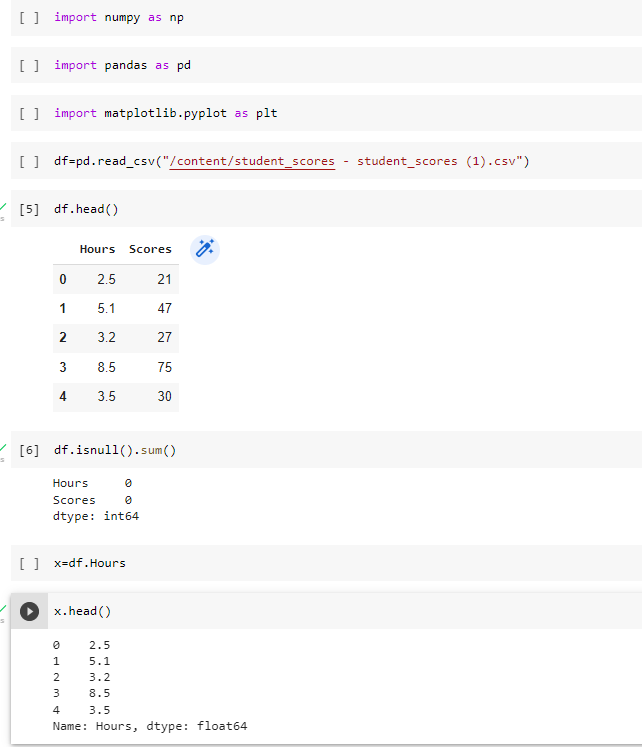 [ ] import numpy as np
[ ] import pandas as pd
[ ] import matplotlib.pyplot as plt
[ ] df=pd.read_csv("/content/student_scores - student_scores (1).csv")
[5] df.head()
Hours Scores
0 2.5 21
1 5.1 47
2 3.2 27
3 8.5 75
4 3.5 30
[6] df.isnull().sum()
Hours 0
Scores 0
dtype: int64
[ ] x=df.Hours
x.head()
0 2.5
1 5.1
2 3.2
3 8.5
4 3.5
Name: Hours, dtype: float64